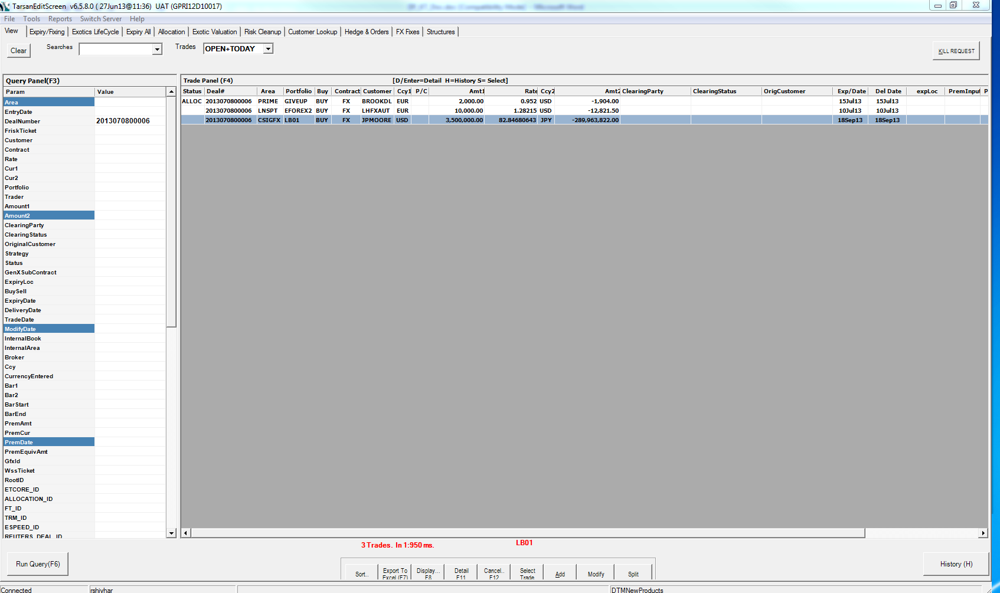 TarsanEditScreen  v6.5.8.0 ( 27Jun13@11:36)  UAT (GPRI12D10017)
File Tools Reports Switch Server Help
View Expiry/Fixing Exotics LifeCycle Expiry All Allocation Exotic Valuation Risk Cleanup Customer Lookup Hedge & Orders FX Fixes Structures
Clear Searches Trades OPEN+TODAY KILL REQUEST
Query Panel(F3)
Param Value
Area
EntryDate
DealNumber 2013070800006
FriskTicket
Customer
Contract
Rate
Cur1
Cur2
Portfolio
Trader
Amount1
Amount2
ClearingParty
ClearingStatus
OriginalCustomer
Strategy
Status
GenXSubContract
ExpiryLoc
BuySell
ExpiryDate
DeliveryDate
TradeDate
ModifyDate
InternalBook
InternalArea
Broker
Ccy
CurrencyEntered
Bar1
Bar2
BarStart
BarEnd
PremAmt
PremCur
PremDate
PremEquivAmt
GfxId
WssTicket
RootID
ETCORE_ID
ALLOCATION_ID
FT_ID
TRM_ID
ESPEED_ID
REUTERS_DEAL_ID
Trade Panel (F4) [D/Enter=Detail H=History S= Select]
Status Deal# Area Portfolio Buy Contract Customer Ccy1 P/C Amt1 Rate Ccy2 Amt2 ClearingParty ClearingStatus OrigCustomer Exp/Date Del Date expLoc PremInput P
ALLOC 2013070800006 PRIME GIVEUP BUY FX BROOKDL EUR 2,000.00 0.952 USD -1,904.00 15Jul13 15Jul13
2013070800006 LNSPT EFOREX2 BUY FX LHFXAUT EUR 10,000.00 1.28215 USD -12,821.50 10Jul13 10Jul13
2013070800006 CSIGFX LB01 BUY FX JPMOORE USD 3,500,000.00 82.84680643 JPY -289,963,822.00 18Sep13 18Sep13
3 Trades. In 1:950 ms. LB01
Run Query(F6) Sort.. Export To Excel (F7) Display... F8 Detail F11 Cancel.. F12 Select Trade Add Modify Split History (H)
Connected rshivhar DTMNewProducts